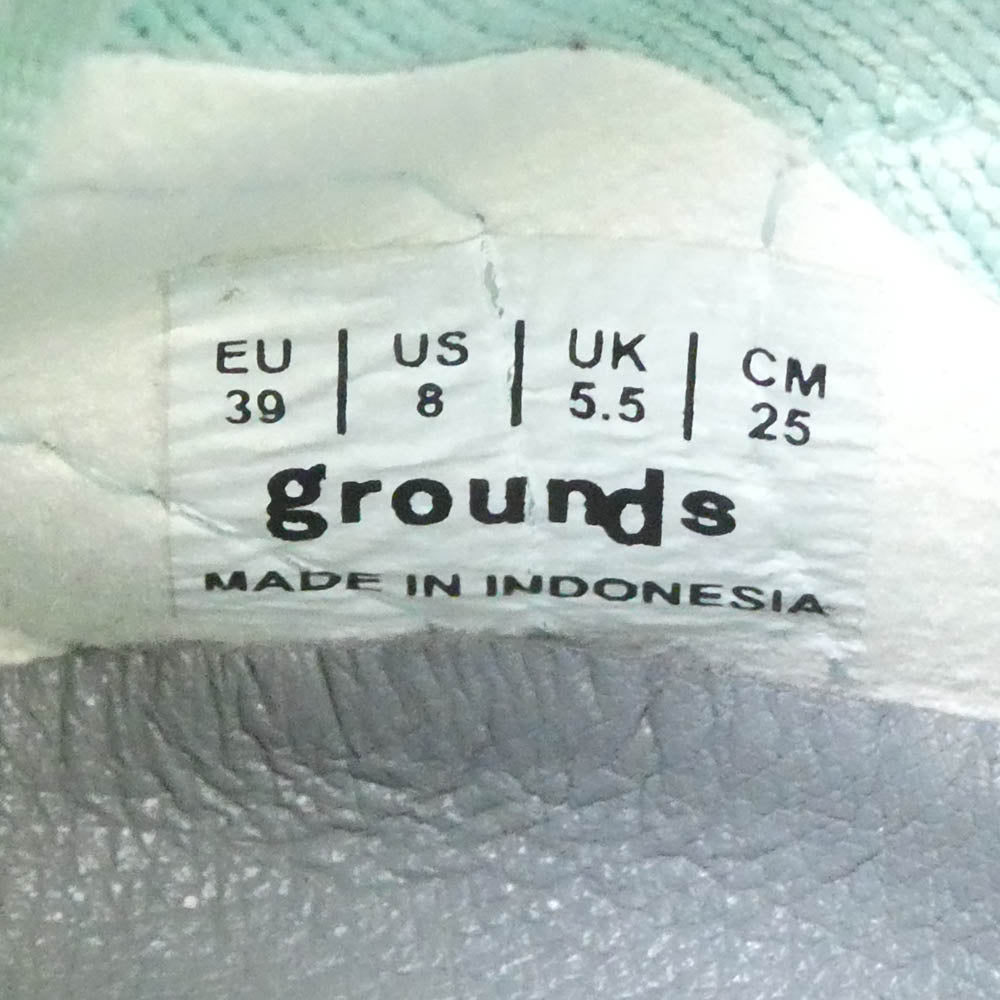 EU | US | UK | CM
39 | 8 | 5.5 | 25
grounds
MADE IN INDONESIA